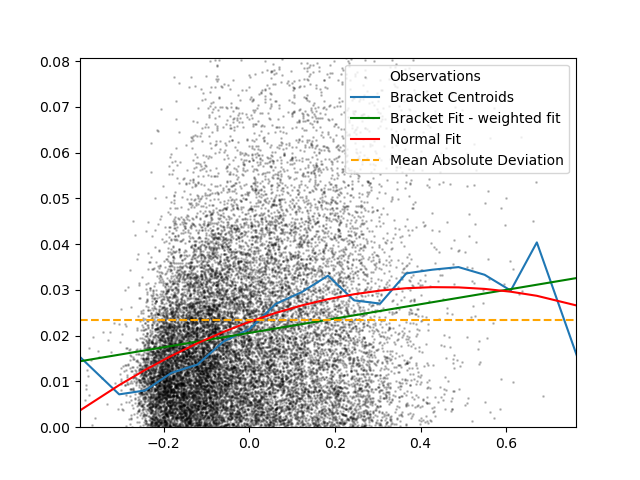 0.08
0.07
0.06
0.05
0.04
0.03
0.02
0.01
0.00
−0.2
0.0
0.2
0.4
0.6
Observations
Bracket Centroids
Bracket Fit - weighted fit
Normal Fit
Mean Absolute Deviation